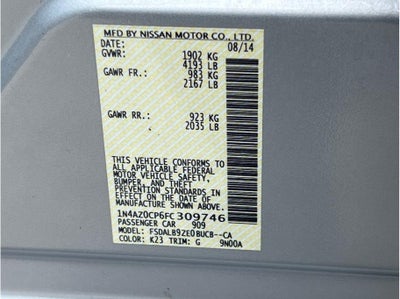 MFD BY NISSAN MOTOR CO., LTD.
DATE: 08/14
GVWR: 1902 KG
4193 LB
GAWR FR: 983 KG
2167 LB
GAWR RR: 923 KG
2035 LB
THIS VEHICLE CONFORMS TO ALL
APPLICABLE FEDERAL
MOTOR VEHICLE SAFETY,
BUMPER, AND THEFT
PREVENTION STANDARDS
IN EFFECT ON THE DATE OF
MANUFACTURE SHOWN ABOVE.
1N4AZ0CP6FC309746
PASSENGER CAR 909
MODEL: FSDALB9ZE0BUCB--CA
COLOR: K23 TRIM: G 9N00A